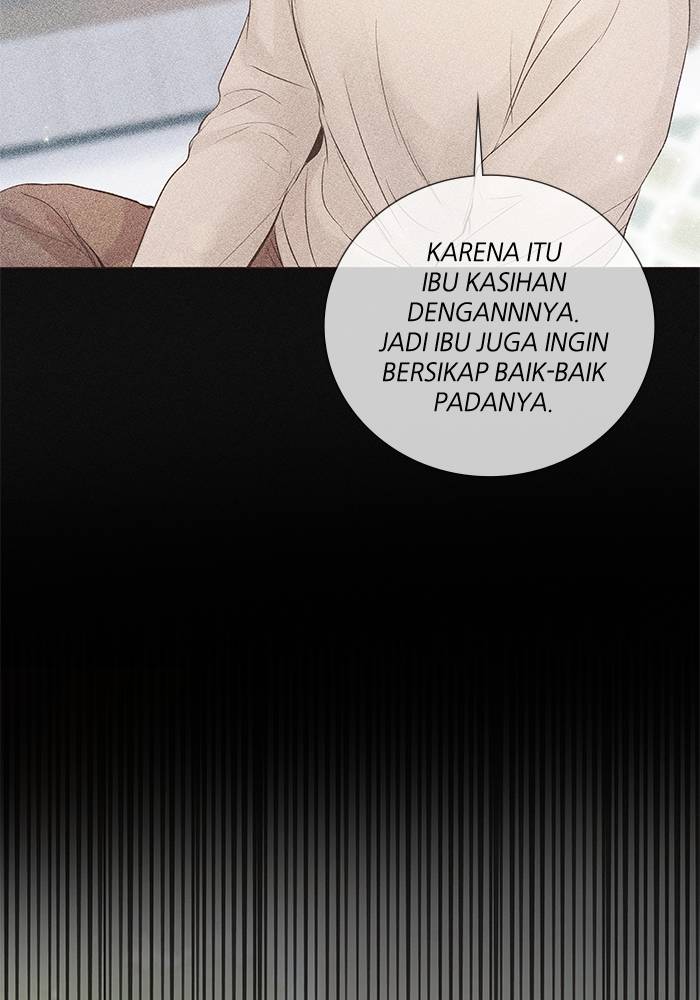 KARENA ITU
IBU KASIHAN
DENGANNNYA.
JADI IBU JUGA INGIN
BERSIKAP BAIK-BAIK
PADANYA.